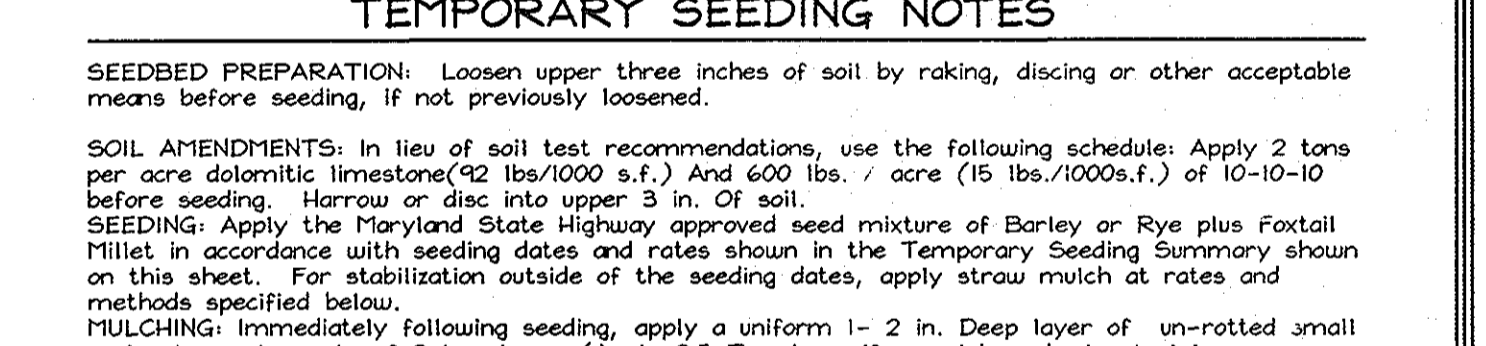 TEMPORARY SEEDING NOTES
SEEDBED PREPARATION: Loosen upper three inches of soil by raking, discing or other acceptable
means before seeding, if not previously loosened.
SOIL AMENDMENTS: In lieu of soil test recommendations, use the following schedule: Apply 2 tons
per acre dolomitic limestone(92 lbs/1000 s.f.) And 600 lbs. / acre (15 lbs./1000s.f.) of 10-10-10
before seeding. Harrow or disc into upper 3 in. Of soil.
SEEDING: Apply the Maryland State Highway approved seed mixture of Barley or Rye plus Foxtail
Millet in accordance with seeding dates and rates shown in the Temporary Seeding Summary shown
on this sheet. For stabilization outside of the seeding dates, apply straw mulch at rates and
methods specified below.
MULCHING: Immediately following seeding, apply a uniform 1- 2 in. Deep layer of un-rotted small